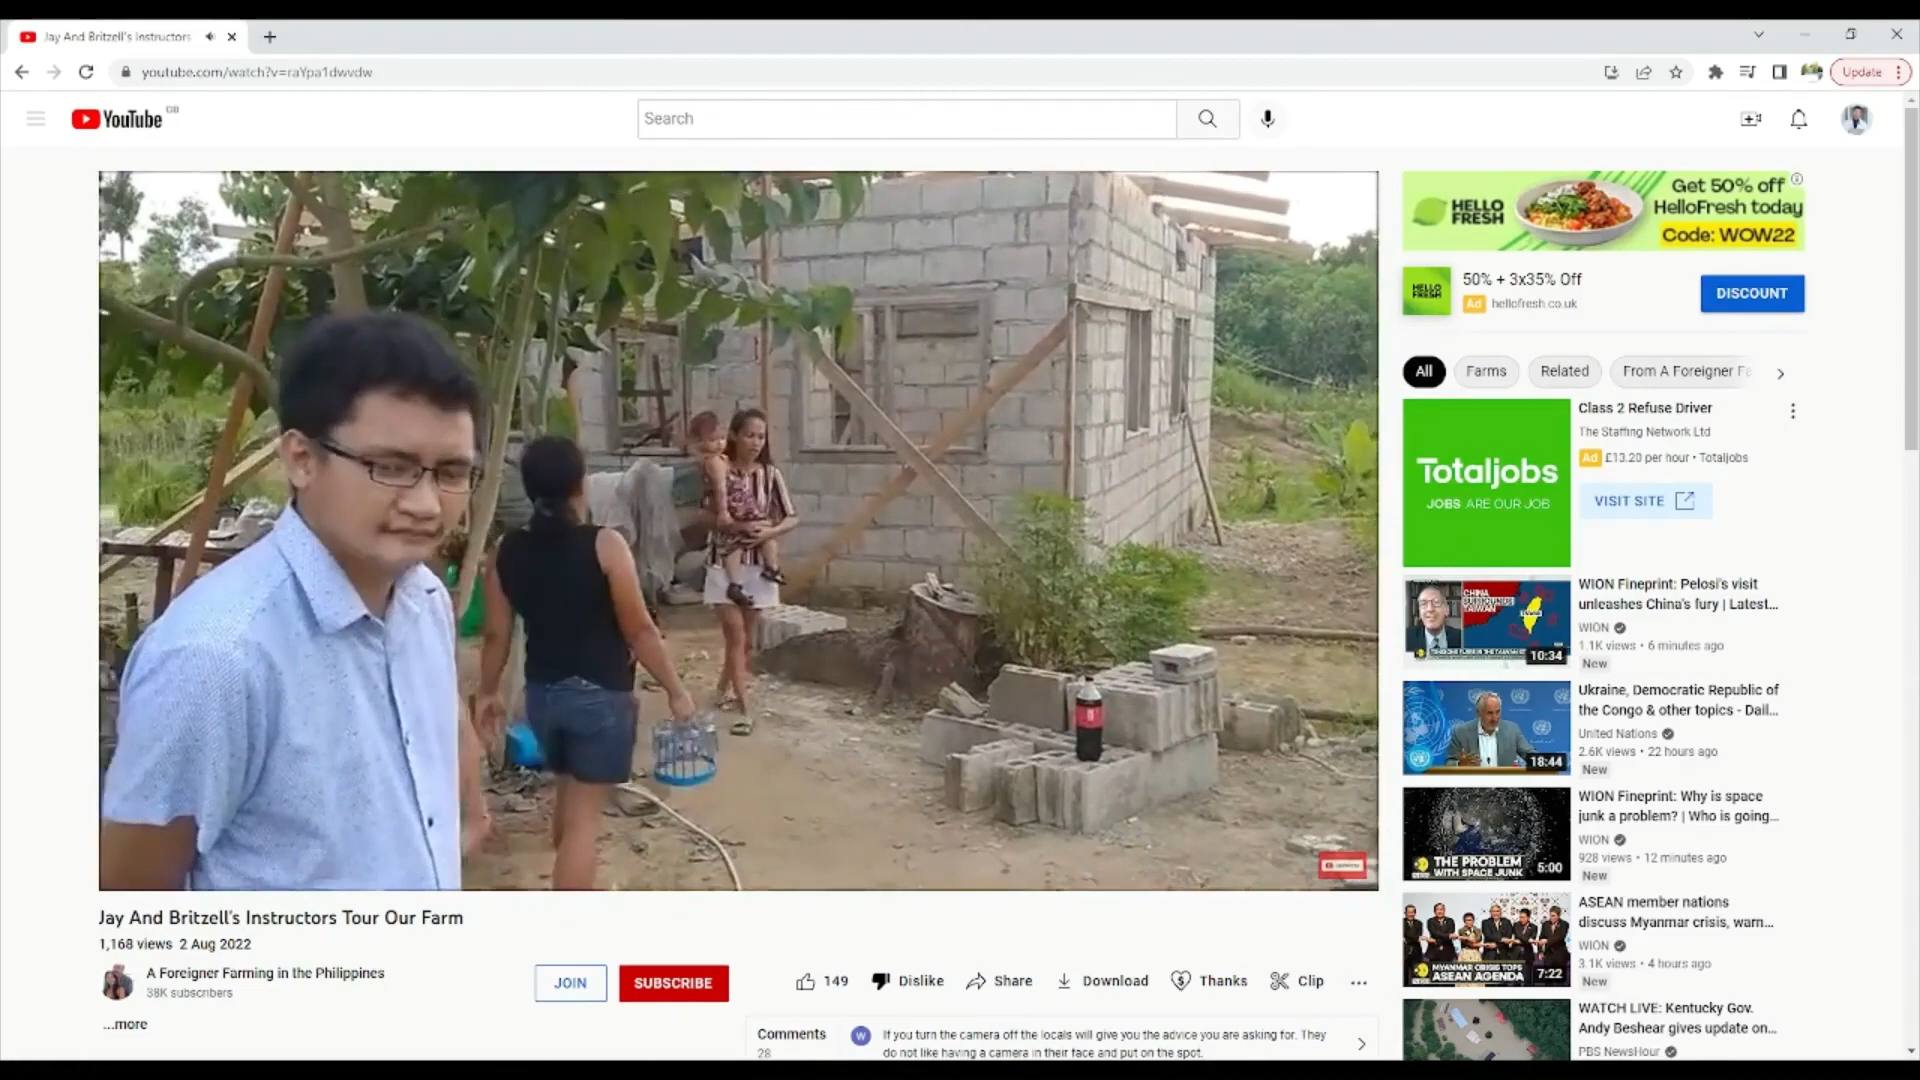 Jay And Britzell's Instructors
youtube.com/watch?v=raYpa1dwvdw
Update
YouTube GB
Search
HELLO FRESH
Get 50% off
HelloFresh today
Code: WOW22
HELLO FRESH
50% + 3x35% Off
Ad hellofresh.co.uk
DISCOUNT
All Farms Related From A Foreigner Fa
Totaljobs
JOBS ARE OUR JOB
Class 2 Refuse Driver
The Staffing Network Ltd
Ad £13.20 per hour • Totaljobs
VISIT SITE
CHINA
SURROUNDS
TAIWAN
10:34
WION Fineprint: Pelosi's visit
unleashes China's fury | Latest...
WION
1.1K views • 6 minutes ago
New
18:44
Ukraine, Democratic Republic of
the Congo & other topics - Dail...
United Nations
2.6K views • 22 hours ago
New
THE PROBLEM
WITH SPACE JUNK
5:00
WION Fineprint: Why is space
junk a problem? | Who is going...
WION
928 views • 12 minutes ago
New
MYANMAR CRISIS TOPS
ASEAN AGENDA
7:22
ASEAN member nations
discuss Myanmar crisis, warn...
WION
3.1K views • 4 hours ago
New
WATCH LIVE: Kentucky Gov.
Andy Beshear gives update on...
PBS NewsHour
Jay And Britzell's Instructors Tour Our Farm
1,168 views 2 Aug 2022
A Foreigner Farming in the Philippines
38K subscribers
JOIN
SUBSCRIBE
149 Dislike Share Download Thanks Clip
...more
Comments
28
W
If you turn the camera off the locals will give you the advice you are asking for. They
do not like having a camera in their face and put on the spot.